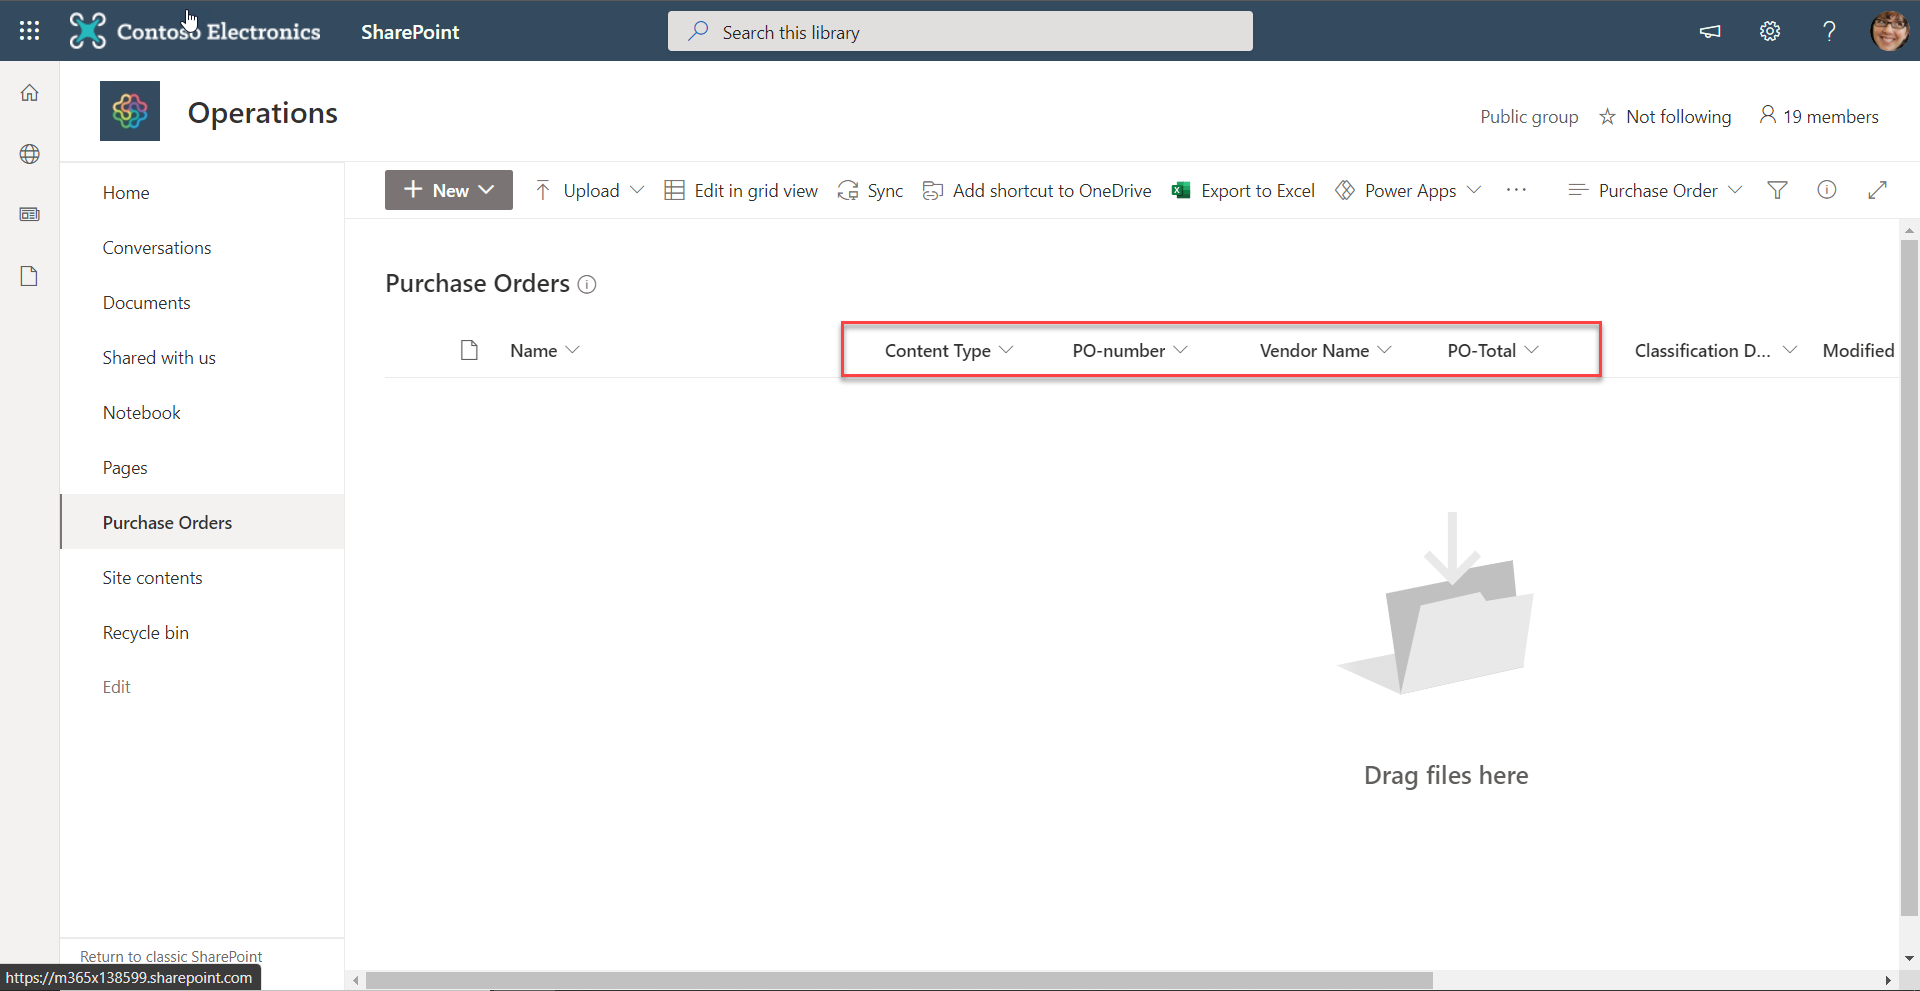 Contoso Electronics
SharePoint
Search this library
Operations
Public group
Not following
19 members
Home
Conversations
Documents
Shared with us
Notebook
Pages
Purchase Orders
Site contents
Recycle bin
Edit
Return to classic SharePoint
https://m365x138599.sharepoint.com
New
Upload
Edit in grid view
Sync
Add shortcut to OneDrive
Export to Excel
Power Apps
Purchase Order
Purchase Orders
Name
Content Type
PO-number
Vendor Name
PO-Total
Classification D...
Modified
Drag files here